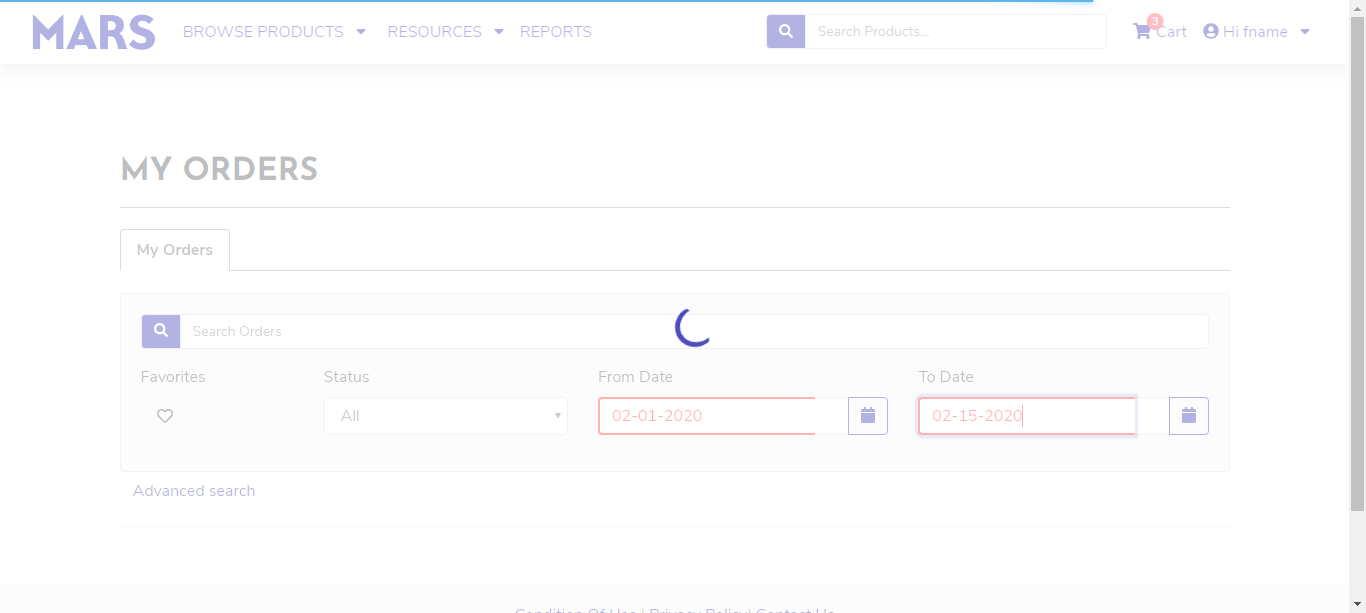 MARS BROWSE PRODUCTS RESOURCES REPORTS Search Products... 3 Cart Hi fname
MY ORDERS
My Orders
Search Orders
Favorites Status From Date To Date
All 02-01-2020 02-15-2020
Advanced search
Condition Of Use | Privacy Policy| Contact Us